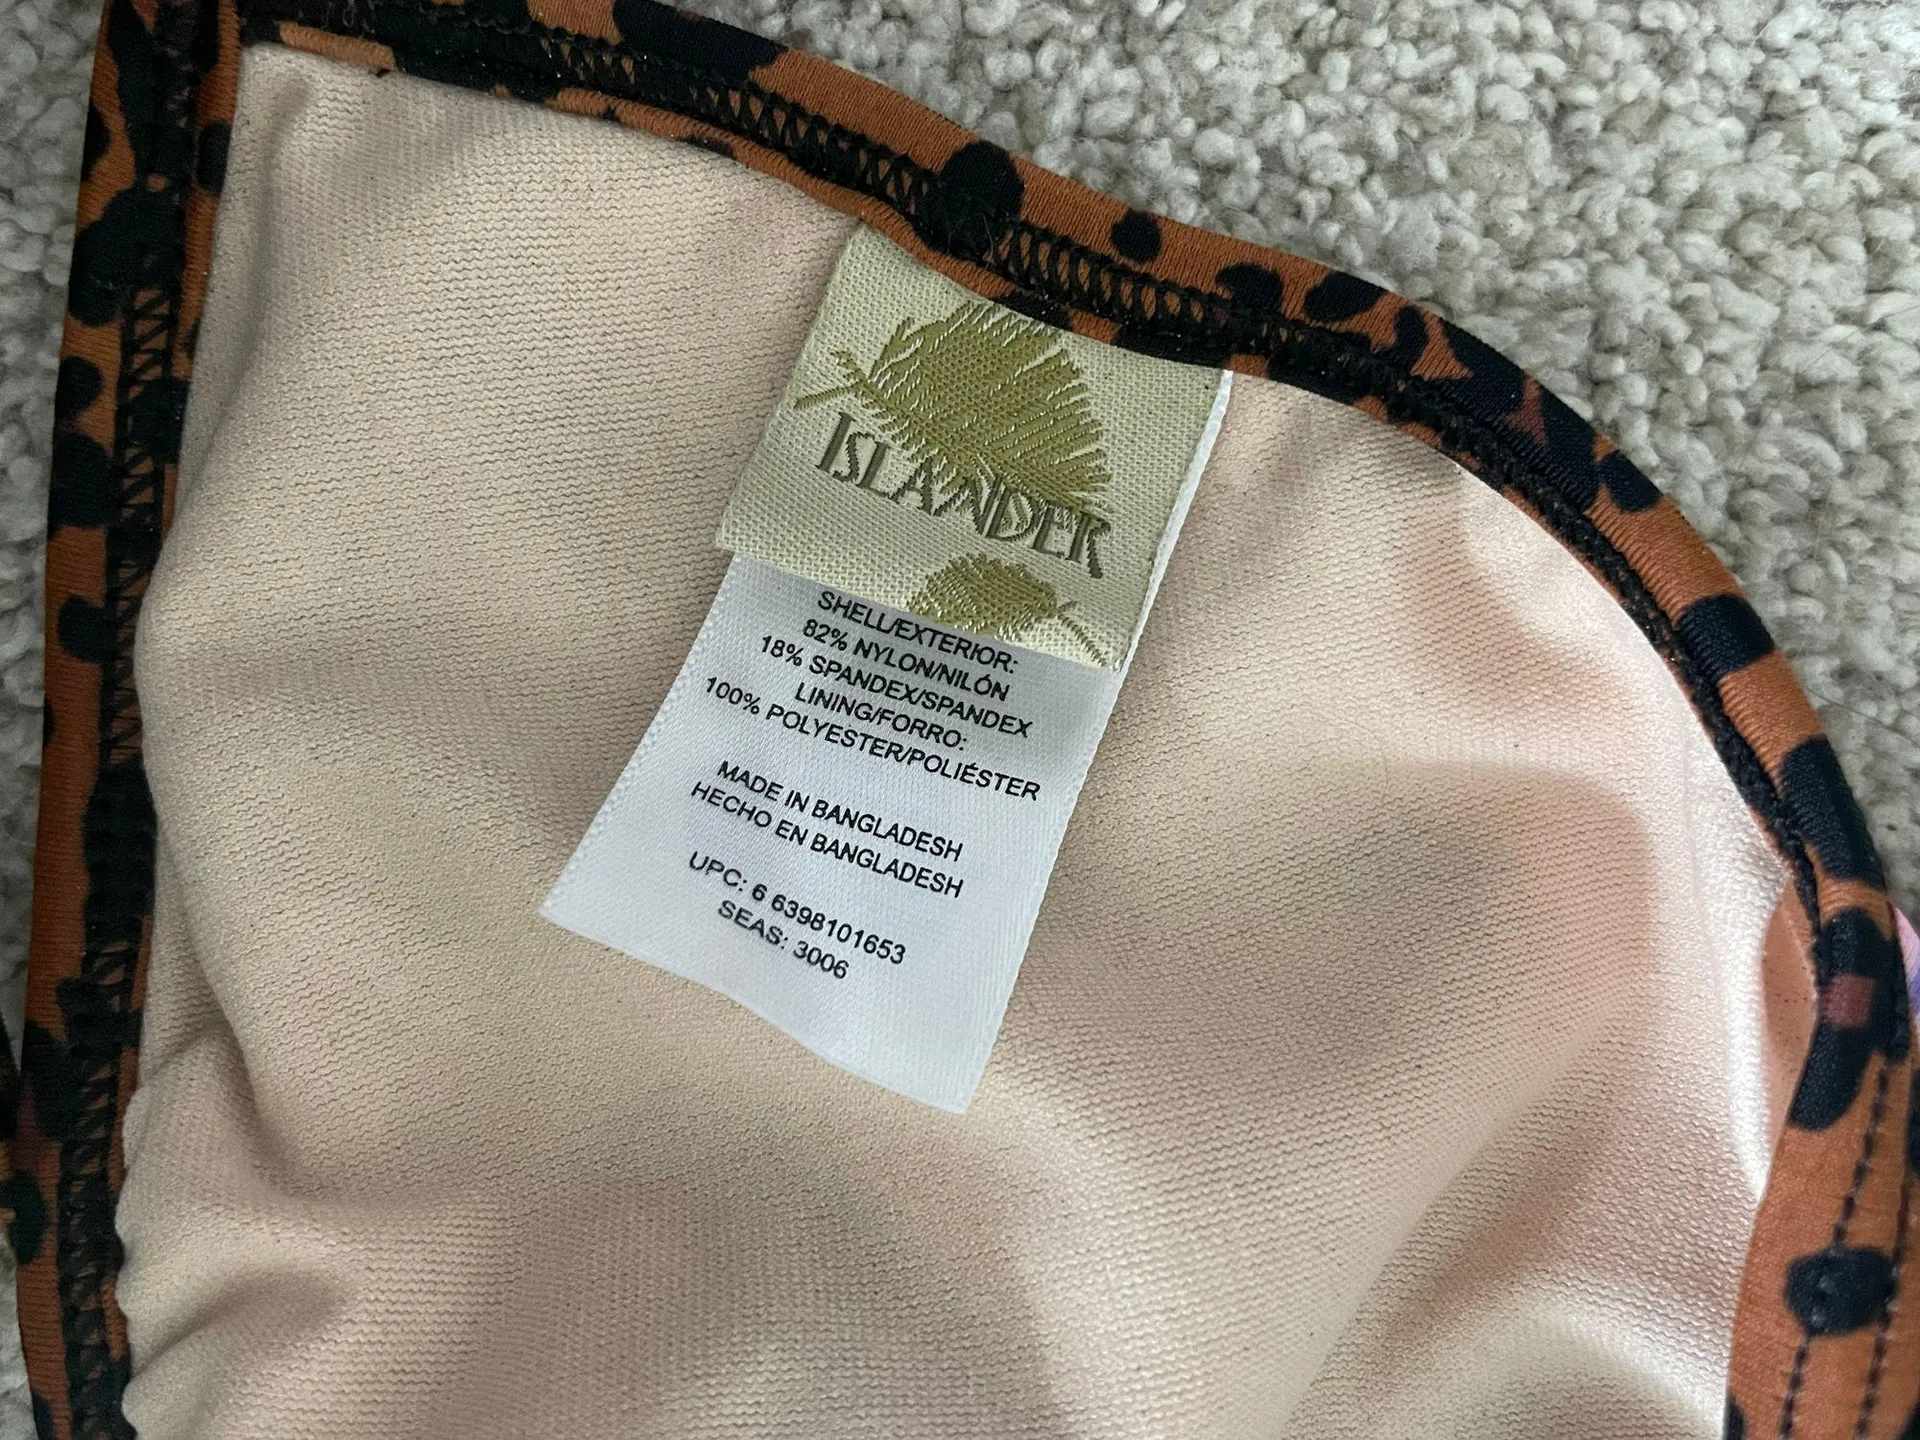 ISLANDER
SHELL/EXTERIOR:
82% NYLON/NILÓN
18% SPANDEX/SPANDEX
LINING/FORRO:
100% POLYESTER/POLIÉSTER
MADE IN BANGLADESH
HECHO EN BANGLADESH
UPC: 6 6398101653
SEAS: 3006